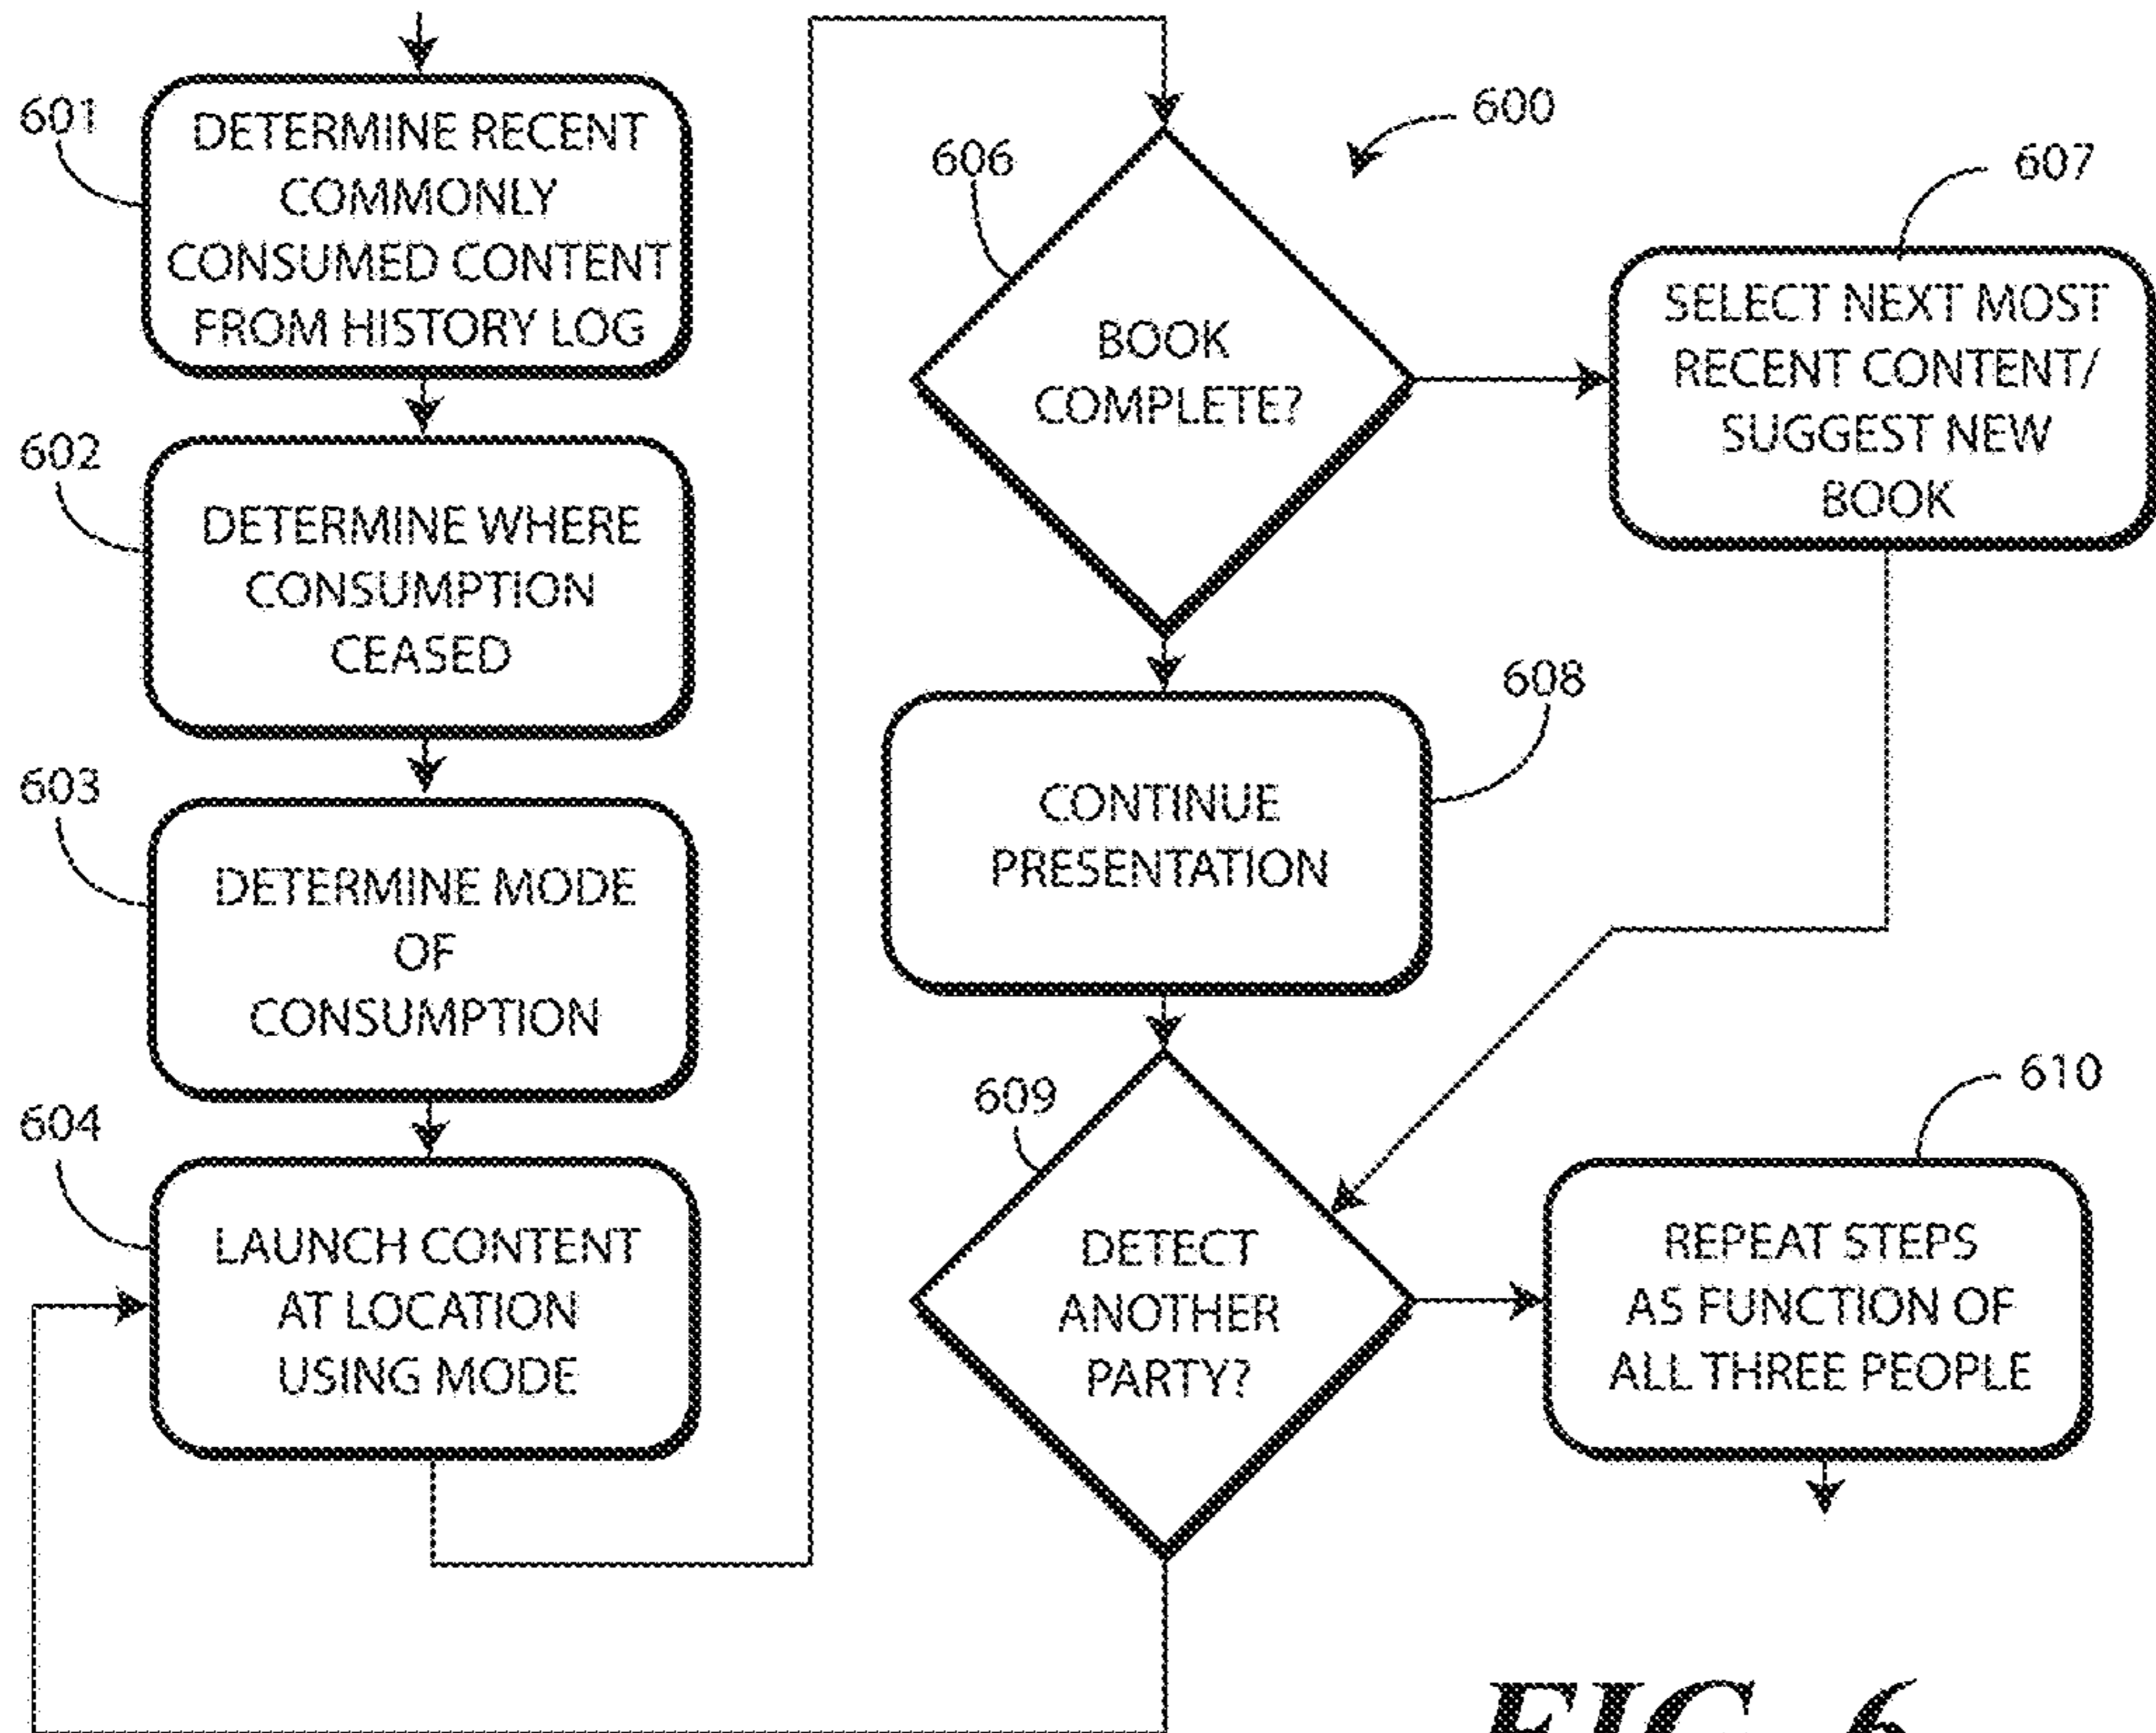 601
DETERMINE RECENT
COMMONLY
CONSUMED CONTENT
FROM HISTORY LOG
602
DETERMINE WHERE
CONSUMPTION
CEASED
603
DETERMINE MODE
OF
CONSUMPTION
604
LAUNCH CONTENT
AT LOCATION
USING MODE
600
606
BOOK
COMPLETE?
607
SELECT NEXT MOST
RECENT CONTENT/
SUGGEST NEW
BOOK
608
CONTINUE
PRESENTATION
609
DETECT
ANOTHER
PARTY?
610
REPEAT STEPS
AS FUNCTION OF
ALL THREE PEOPLE
FIG. 6